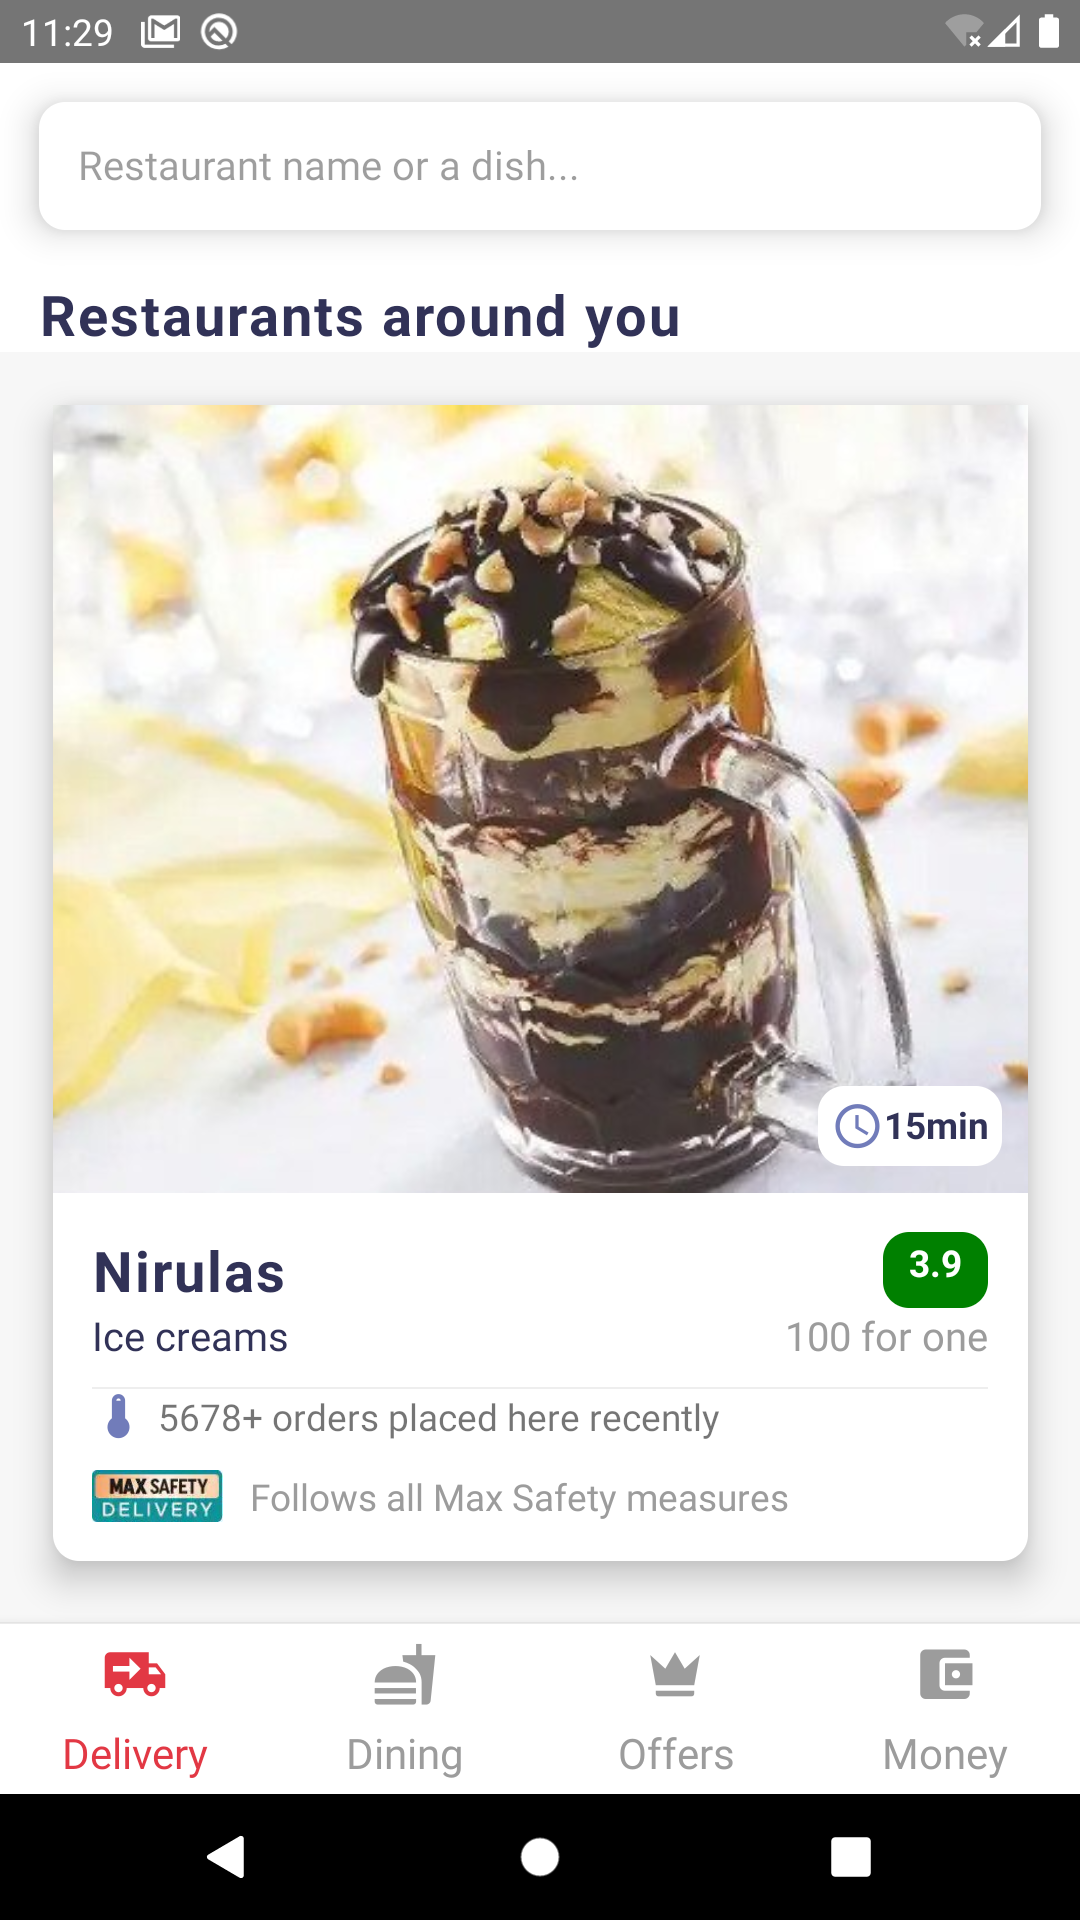 11:29
Restaurant name or a dish...
Restaurants around you
15min
Nirulas
3.9
Ice creams
100 for one
5678+ orders placed here recently
MAX SAFETY
DELIVERY
Follows all Max Safety measures
Delivery
Dining
Offers
Money